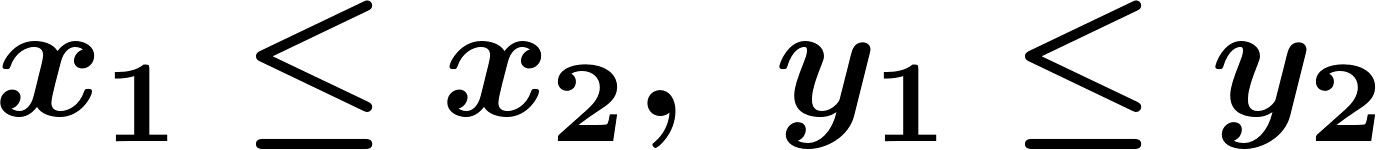 x₁ ≤ x₂, y₁ ≤ y₂